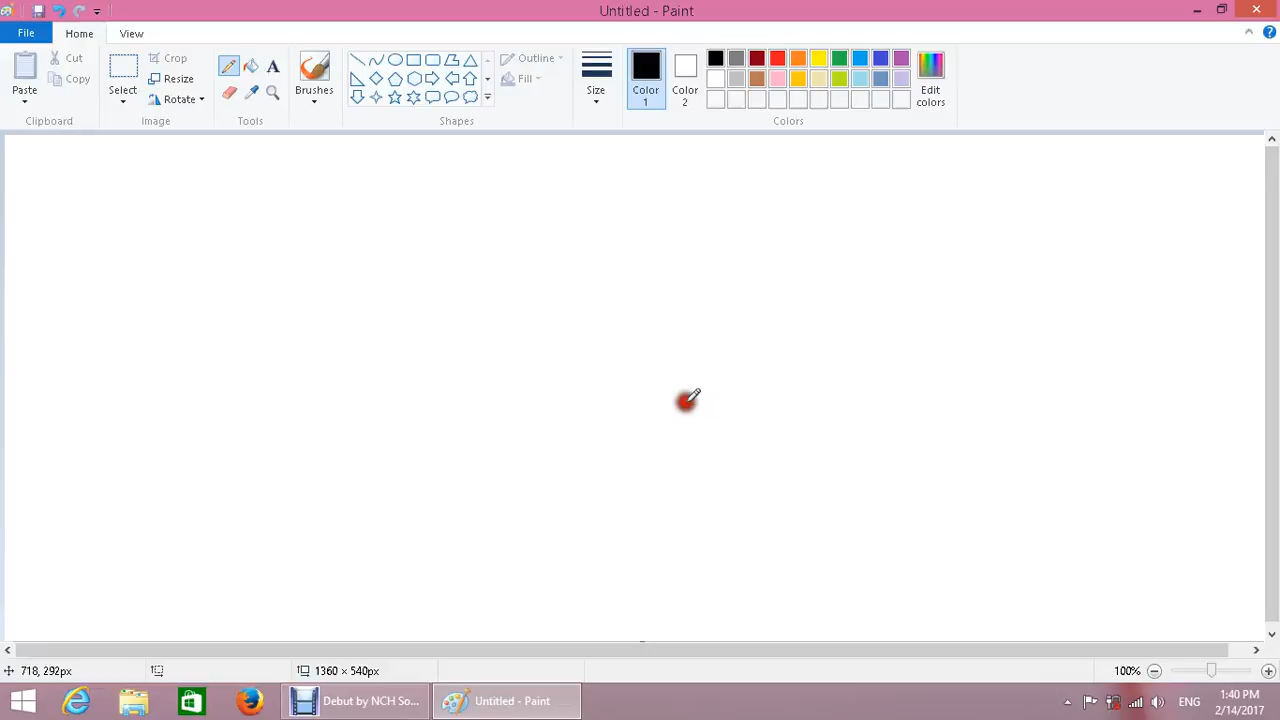 Untitled - Paint
File
Home
View
Paste
Cut
Copy
Clipboard
Select
Crop
Resize
Rotate
Image
A
Tools
Brushes
Outline
Fill
Shapes
Size
Color
1
Color
2
Edit
colors
Colors
718, 292px
1360 × 540px
100%
Debut by NCH So...
Untitled - Paint
ENG
1:40 PM
2/14/2017